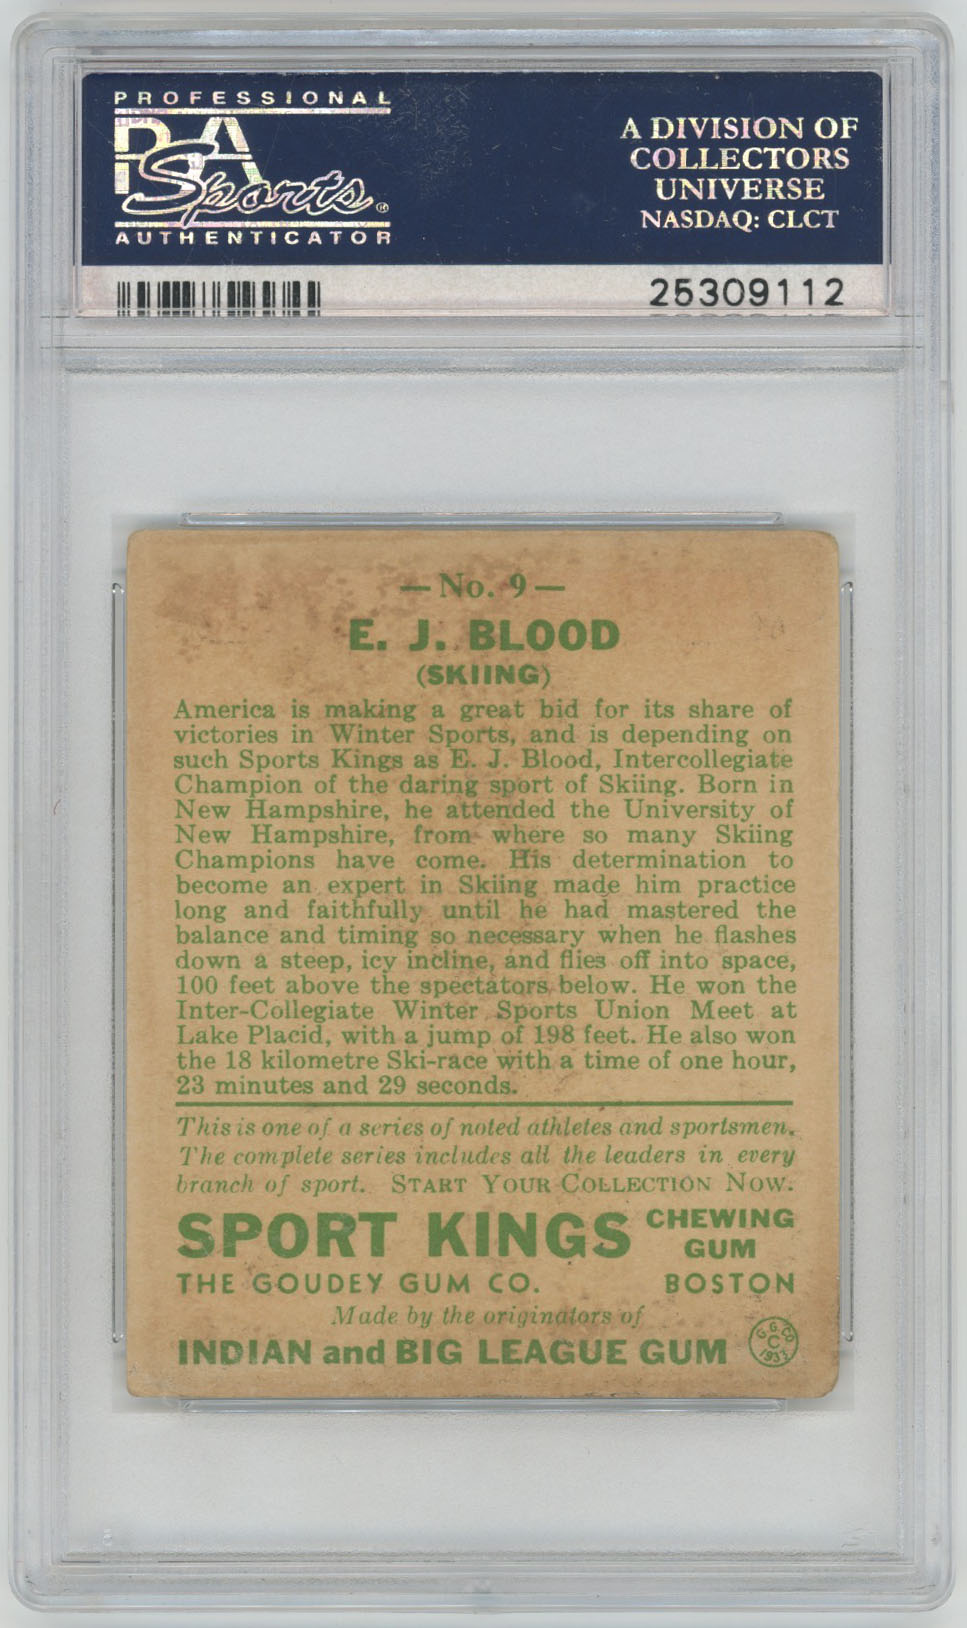 PROFESSIONAL
PSA
Sports®
AUTHENTICATOR
A DIVISION OF
COLLECTORS
UNIVERSE
NASDAQ: CLCT
25309112
— No. 9 —
E. J. BLOOD
(SKIING)
America is making a great bid for its share of
victories in Winter Sports, and is depending on
such Sports Kings as E. J. Blood, Intercollegiate
Champion of the daring sport of Skiing. Born in
New Hampshire, he attended the University of
New Hampshire, from where so many Skiing
Champions have come. His determination to
become an expert in Skiing made him practice
long and faithfully until he had mastered the
balance and timing so necessary when he flashes
down a steep, icy incline, and flies off into space,
100 feet above the spectators below. He won the
Inter-Collegiate Winter Sports Union Meet at
Lake Placid, with a jump of 198 feet. He also won
the 18 kilometre Ski-race with a time of one hour,
23 minutes and 29 seconds.
This is one of a series of noted athletes and sportsmen.
The complete series includes all the leaders in every
branch of sport. START YOUR COLLECTION NOW.
SPORT KINGS CHEWING
GUM
THE GOUDEY GUM CO. BOSTON
Made by the originators of
INDIAN and BIG LEAGUE GUM
G. G. CO.
C
1933